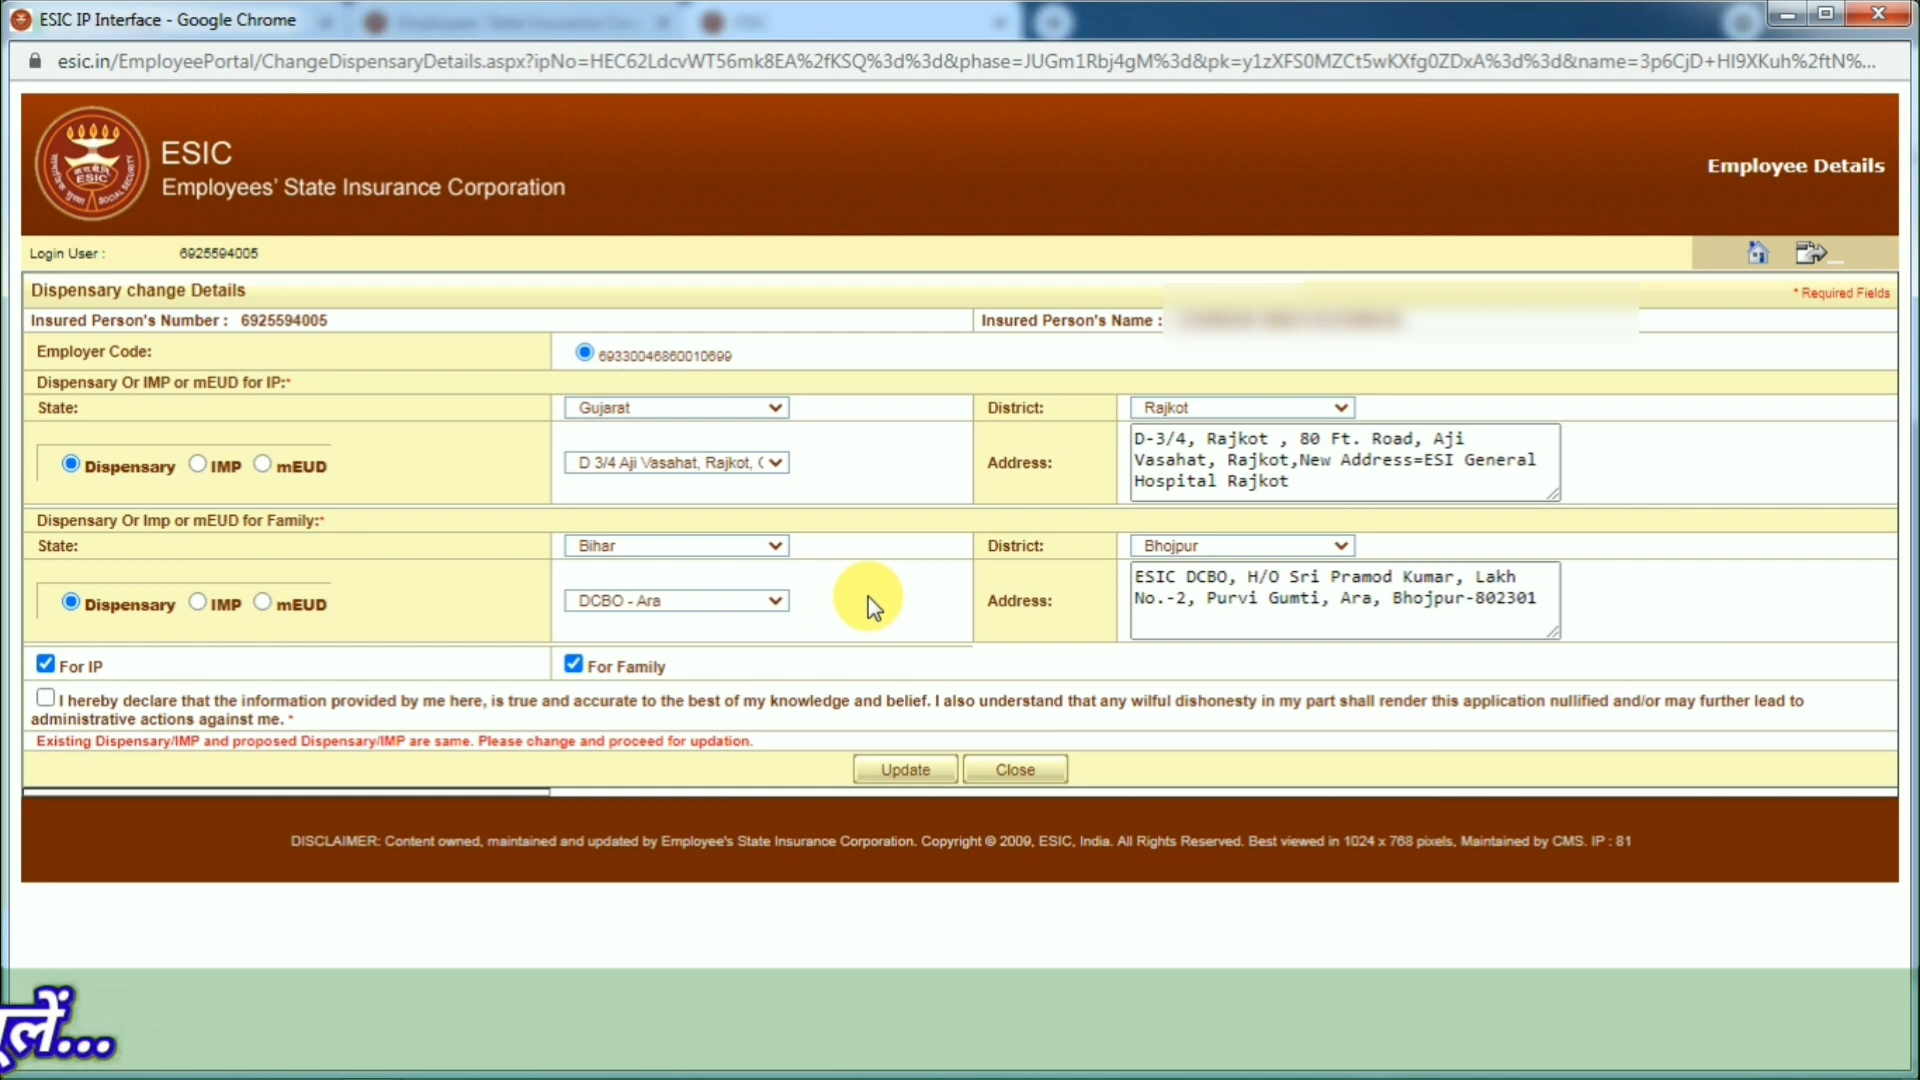 ESIC IP Interface - Google Chrome
esic.in/EmployeePortal/ChangeDispensaryDetails.aspx?ipNo=HEC62LdcvWT56mk8EA%2fKSQ%3d%3d&phase=JUGm1Rbj4gM%3d&pk=y1zXFS0MZCt5wKXfg0ZDxA%3d%3d&name=3p6CjD+HI9XKuh%2ftN%...
ESIC
Employees' State Insurance Corporation
Employee Details
Login User : 6925594005
Dispensary change Details
* Required Fields
Insured Person's Number : 6925594005 Insured Person's Name :
Employer Code: 69330046860010699
Dispensary Or IMP or mEUD for IP:*
State: Gujarat District: Rajkot
Dispensary IMP mEUD D 3/4 Aji Vasahat, Rajkot, ( Address:
D-3/4, Rajkot , 80 Ft. Road, Aji
Vasahat, Rajkot,New Address=ESI General
Hospital Rajkot
Dispensary Or Imp or mEUD for Family:*
State: Bihar District: Bhojpur
Dispensary IMP mEUD DCBO - Ara Address:
ESIC DCBO, H/O Sri Pramod Kumar, Lakh
No.-2, Purvi Gumti, Ara, Bhojpur-802301
For IP For Family
I hereby declare that the information provided by me here, is true and accurate to the best of my knowledge and belief. I also understand that any wilful dishonesty in my part shall render this application nullified and/or may further lead to
administrative actions against me. *
Existing Dispensary/IMP and proposed Dispensary/IMP are same. Please change and proceed for updation.
Update Close
DISCLAIMER: Content owned, maintained and updated by Employee's State Insurance Corporation. Copyright © 2009, ESIC, India. All Rights Reserved. Best viewed in 1024 x 768 pixels, Maintained by CMS. IP : 81